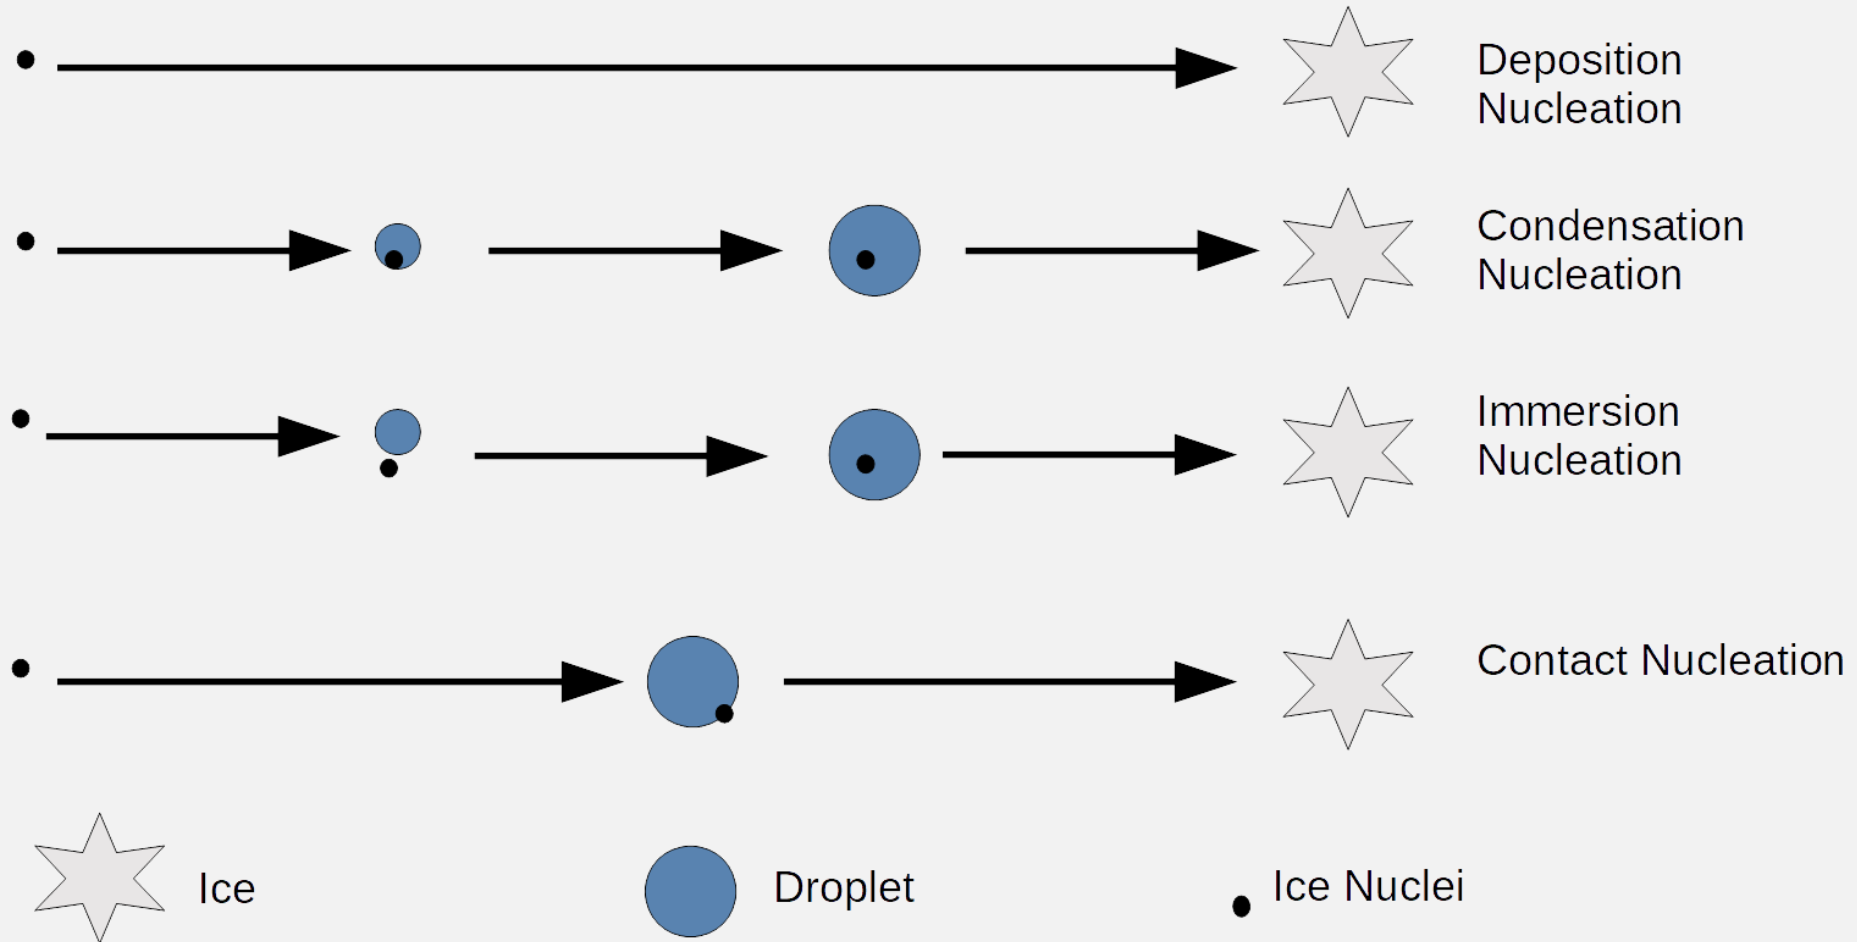 Deposition
Nucleation
Condensation
Nucleation
Immersion
Nucleation
Contact Nucleation
Ice
Droplet
Ice Nuclei